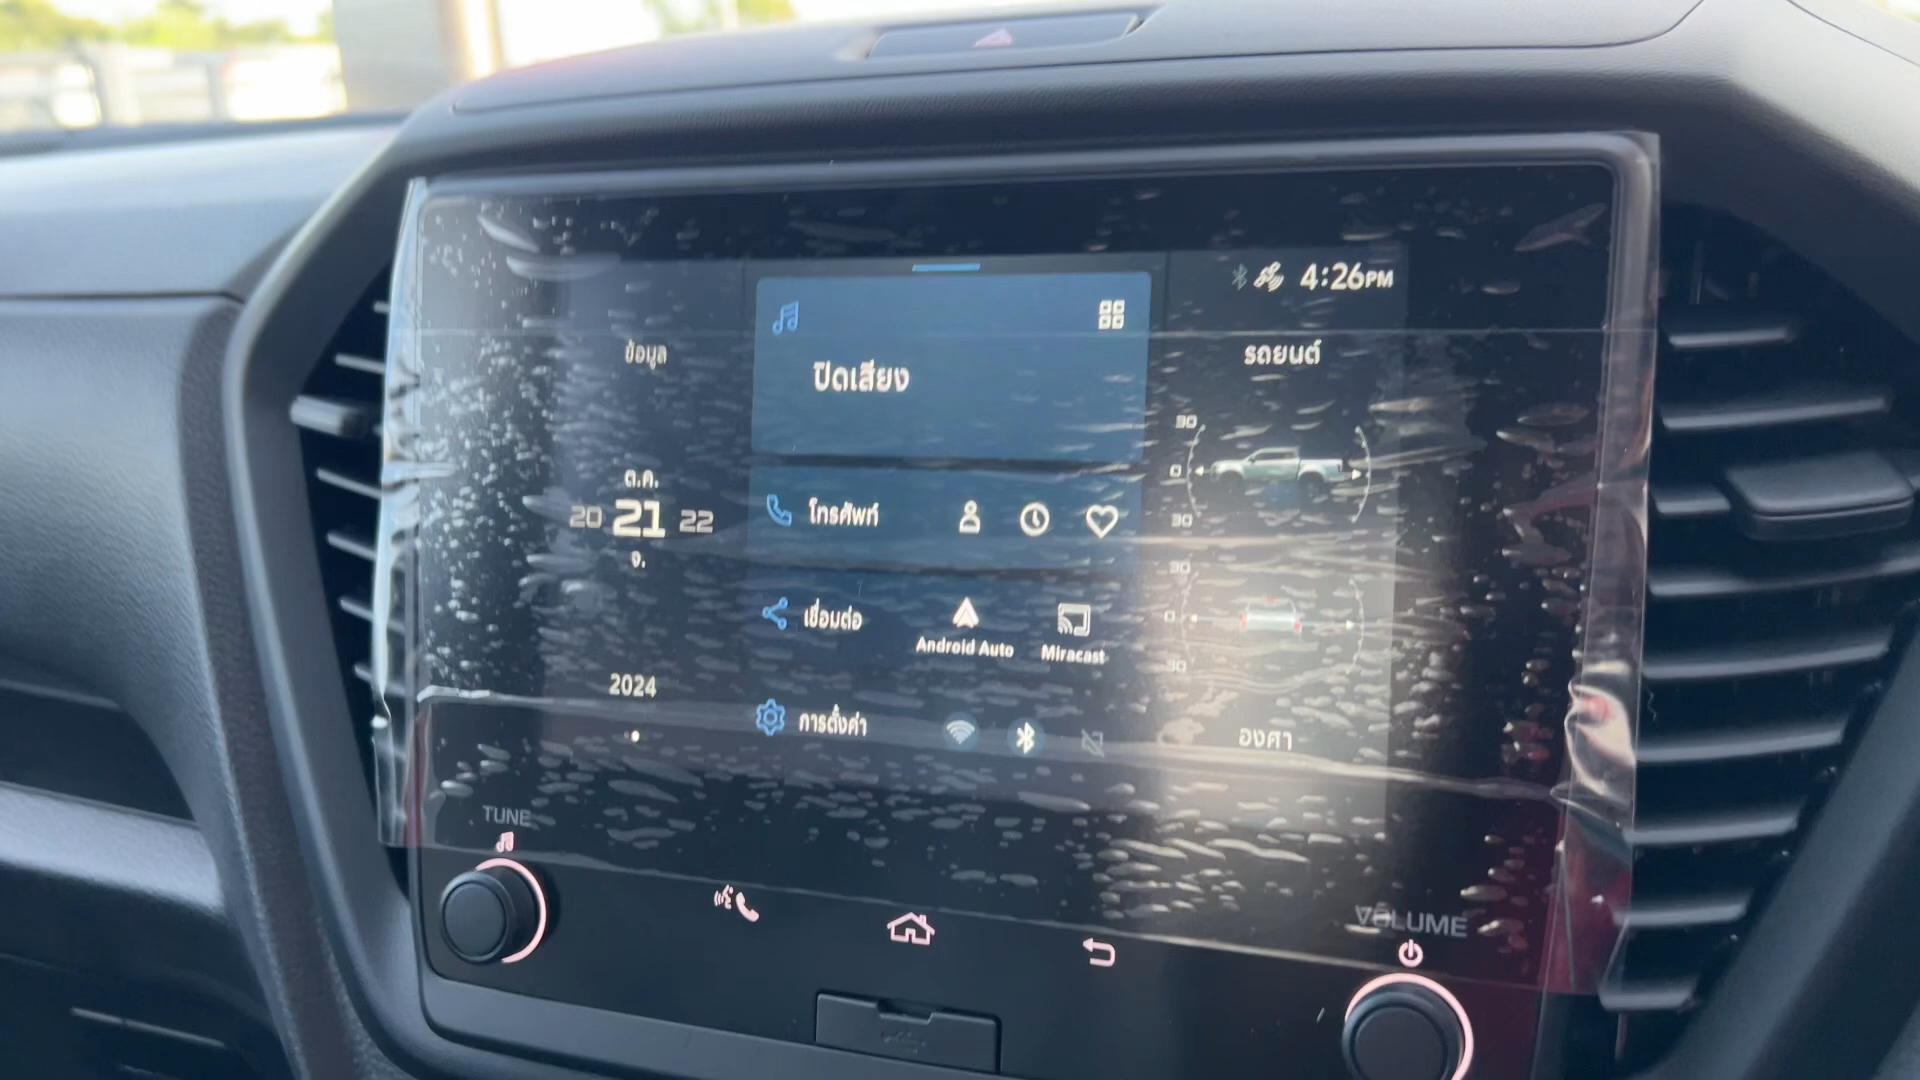 4:26PM
ข้อมูล
ปิดเสียง
รถยนต์
30
0
30
ต.ค.
20 21 22
จ.
โทรศัพท์
30
0
30
เชื่อมต่อ
Android Auto
Miracast
2024
การตั้งค่า
องศา
TUNE
VOLUME